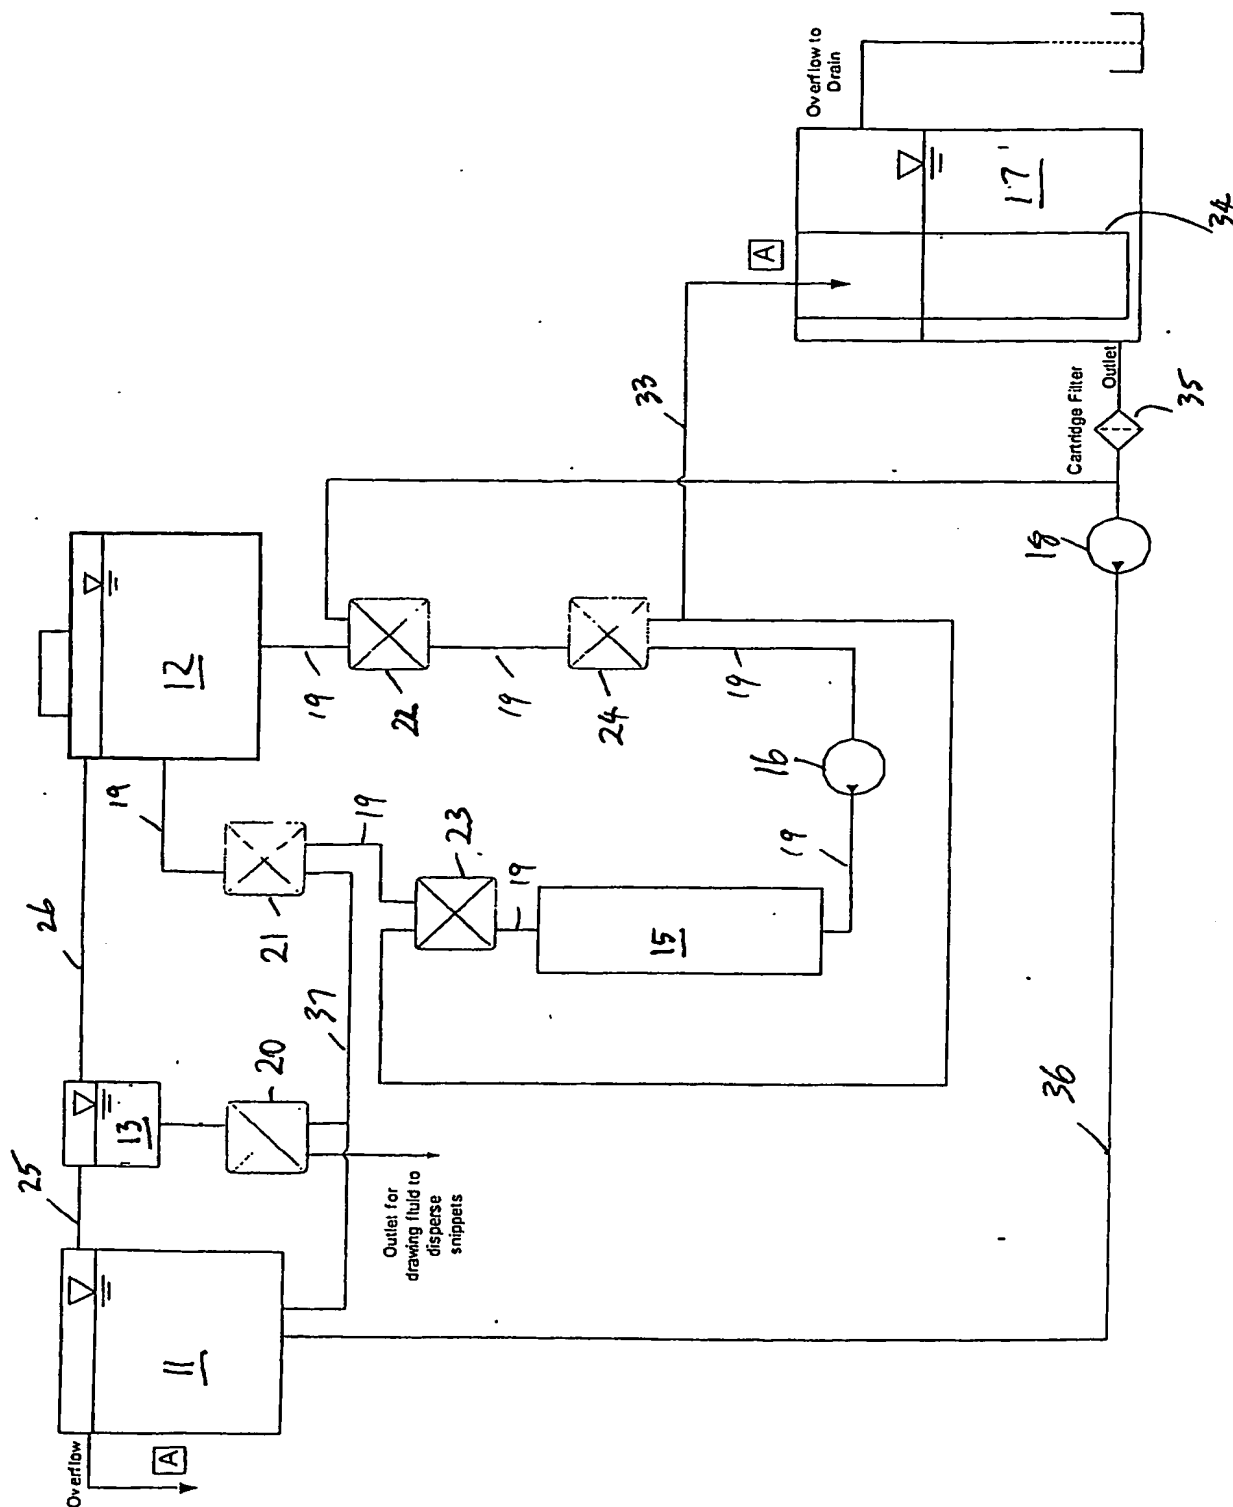 Overflow to
Drain
A
17'
34
Outlet
Cartridge Filter
35
33
18
12
19
22
19
24
19
16
19
26
19
21
19
23
19
15
37
20
13
25
Outlet for
drawing fluid to
disperse
snippets
36
11
Overflow
A